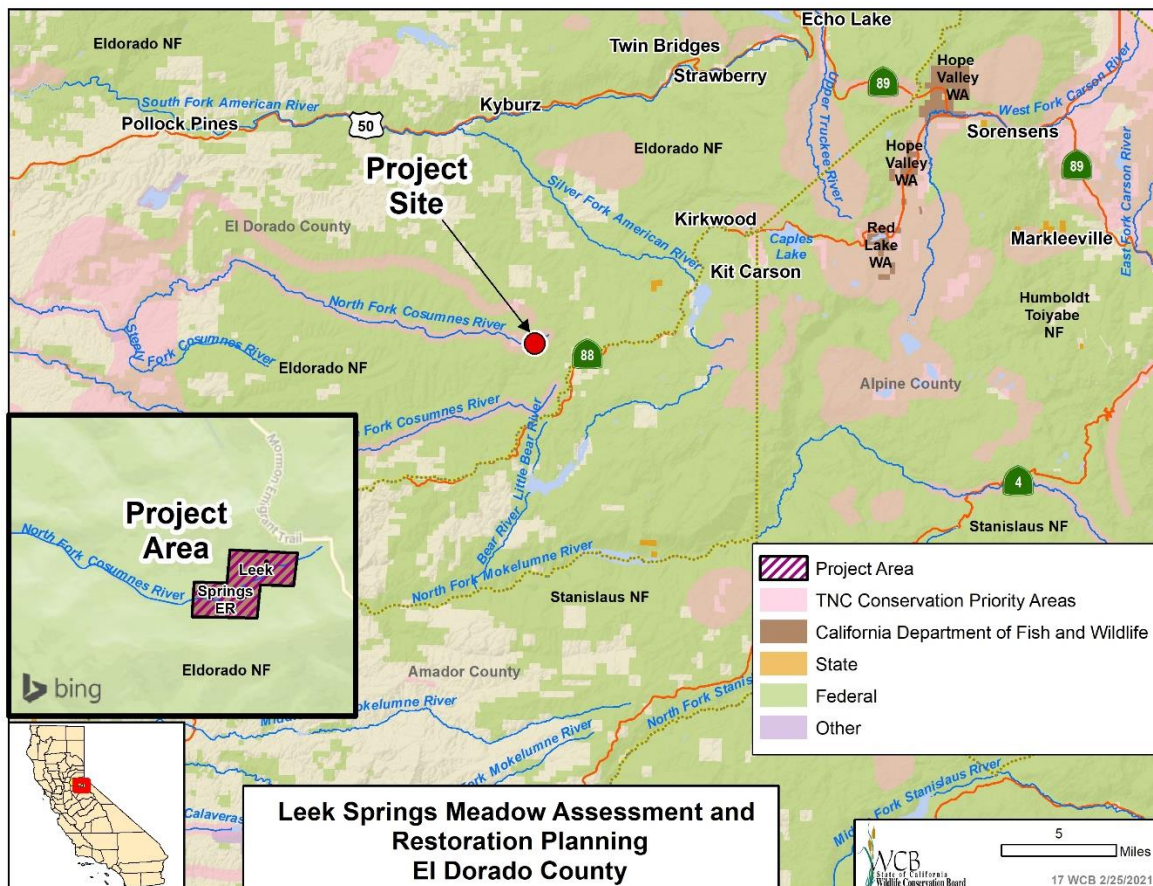 Echo Lake
Eldorado NF
Twin Bridges
Strawberry
Hope
Valley
WA
89
Upper Truckee River
West Fork Carson River
South Fork American River
Kyburz
Pollock Pines
50
Sorensens
Eldorado NF
Hope
Valley
WA
89
East Fork Carson River
Project
Site
Silver Fork American River
El Dorado County
Kirkwood
Caples
Lake
Red
Lake
WA
Markleeville
Kit Carson
Humboldt
Toiyabe
NF
North Fork Cosumnes River
Steely
Fork Cosumnes River
Eldorado NF
88
Alpine County
Fork Cosumnes River
Little Bear River
Bear River
4
Stanislaus NF
North Fork Mokelumne River
Stanislaus NF
Mormon Emigrant Trail
Project
Area
North Fork Cosumnes River
Leek
Springs
ER
Eldorado NF
bing
Amador County
Mokelumne River
North Fork Stanis
Fork Mokelumne River
Calaveras
Fork Stanislaus River
Project Area
TNC Conservation Priority Areas
California Department of Fish and Wildlife
State
Federal
Other
Leek Springs Meadow Assessment and
Restoration Planning
El Dorado County
WCB
State of California
Wildlife Conservation Board
5
Miles
17 WCB 2/25/2021